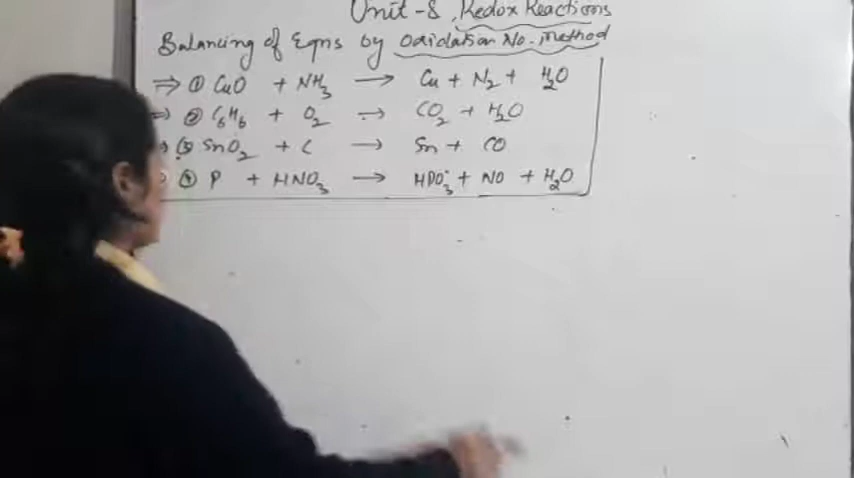 Unit-8, Redox Reactions
Balancing of Eqns by Oxidation No. method
⇒ ① CuO + NH₃ → Cu + N₂ + H₂O
⇒ ② C₆H₆ + O₂ → CO₂ + H₂O
③ SnO₂ + C → Sn + CO
④ P + HNO₃ → HPO₃ + NO + H₂O